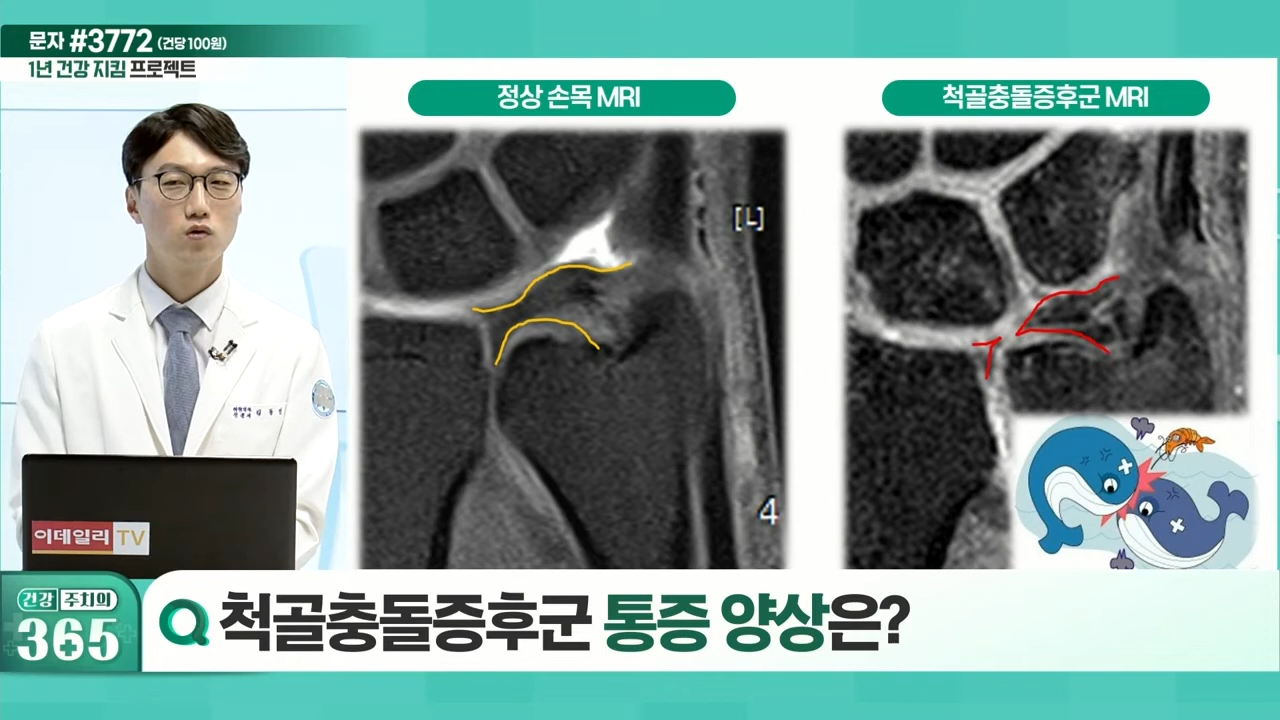 문자 #3772 (건당 100원)
1년 건강 지킴 프로젝트
정상 손목 MRI
척골충돌증후군 MRI
[L]
4
이데일리 TV
건강 주치의
365
Q 척골충돌증후군 통증 양상은?